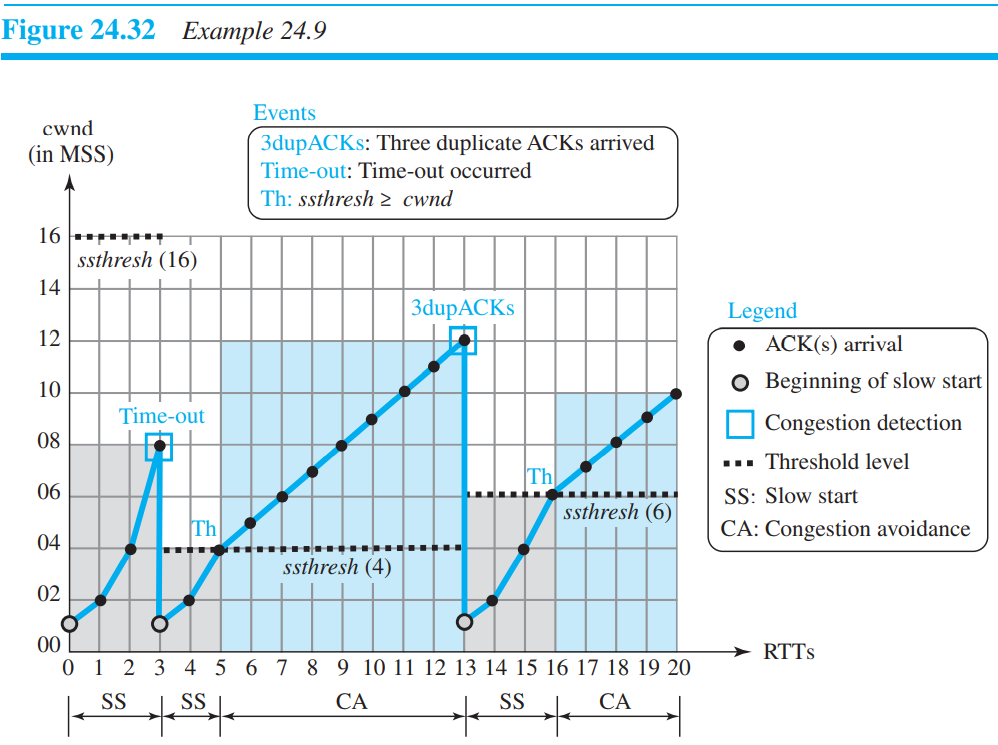 Figure 24.32 Example 24.9
Events
3dupACKs: Three duplicate ACKs arrived
Time-out: Time-out occurred
Th: ssthresh ≥ cwnd
cwnd
(in MSS)
16
ssthresh (16)
14
3dupACKs
12
10
Time-out
08
06
Th
ssthresh (6)
Th
04
ssthresh (4)
02
00
0 1 2 3 4 5 6 7 8 9 10 11 12 13 14 15 16 17 18 19 20
RTTs
SS SS CA SS CA
Legend
ACK(s) arrival
Beginning of slow start
Congestion detection
Threshold level
SS: Slow start
CA: Congestion avoidance